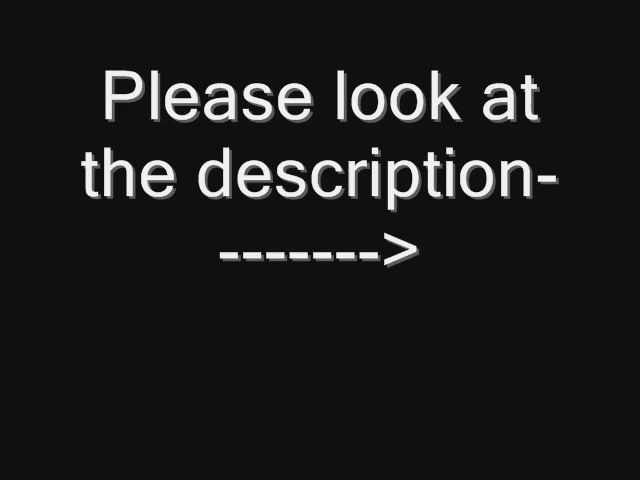 Please look at
the description-
------->